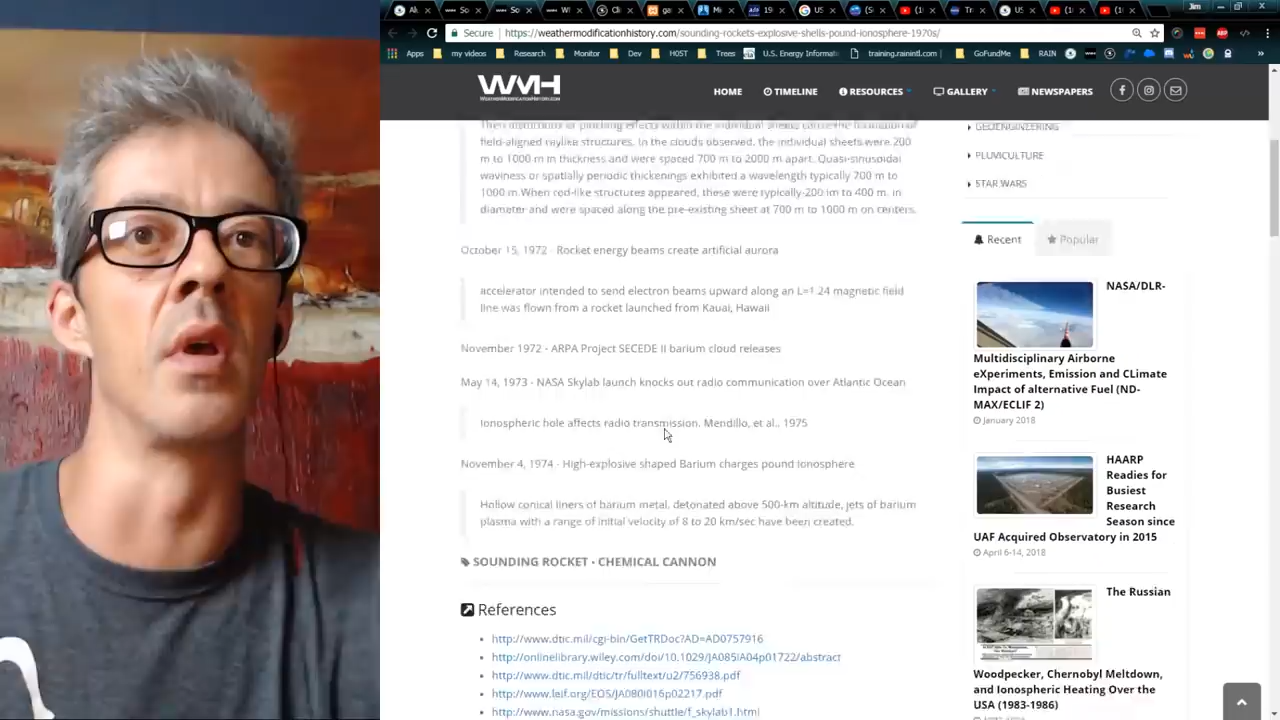 Jim
Secure
https://weathermodificationhistory.com/sounding-rockets-explosive-shells-pound-ionosphere-1970s/
Apps my videos Research Monitor Dev HOST Trees U.S. Energy Informati training.rainintl.com GoFundMe RAIN
WMH
WEATHERMODIFICATIONHISTORY.COM
HOME TIMELINE RESOURCES GALLERY NEWSPAPERS
field-aligned raylike structures. In the clouds observed, the individual sheets were 200
m to 1000 m in thickness and were spaced 700 m to 2000 m apart. Quasi-sinusoidal
waviness or spatially periodic thickenings exhibited a wavelength typically 700 m to
1000 m.When rod-like structures appeared, these were typically-200 im to 400 m. in
diameter and were spaced along the pre-existing sheet at 700 m to 1000 m on centers.
October 15, 1972 - Rocket energy beams create artificial aurora
accelerator intended to send electron beams upward along an L=1.24 magnetic field
line was flown from a rocket launched from Kauai, Hawaii
November 1972 - ARPA Project SECEDE II barium cloud releases
May 14, 1973 - NASA Skylab launch knocks out radio communication over Atlantic Ocean
Ionospheric hole affects radio transmission. Mendillo, et al., 1975
November 4, 1974 - High-explosive shaped Barium charges pound Ionosphere
Hollow conical liners of barium metal, detonated above 500-km altitude, jets of barium
plasma with a range of initial velocity of 8 to 20 km/sec have been created.
SOUNDING ROCKET - CHEMICAL CANNON
References
http://www.dtic.mil/cgi-bin/GetTRDoc?AD=AD0757916
http://onlinelibrary.wiley.com/doi/10.1029/JA085iA04p01722/abstract
http://www.dtic.mil/dtic/tr/fulltext/u2/756938.pdf
http://www.leif.org/EOS/JA080i016p02217.pdf
http://www.nasa.gov/missions/shuttle/f_skylab1.html
GEOENGINEERING
PLUVICULTURE
STAR WARS
Recent Popular
NASA/DLR-
Multidisciplinary Airborne
eXperiments, Emission and CLimate
Impact of alternative Fuel (ND-
MAX/ECLIF 2)
January 2018
HAARP
Readies for
Busiest
Research
Season since
UAF Acquired Observatory in 2015
April 6-14, 2018
The Russian
Woodpecker, Chernobyl Meltdown,
and Ionospheric Heating Over the
USA (1983-1986)